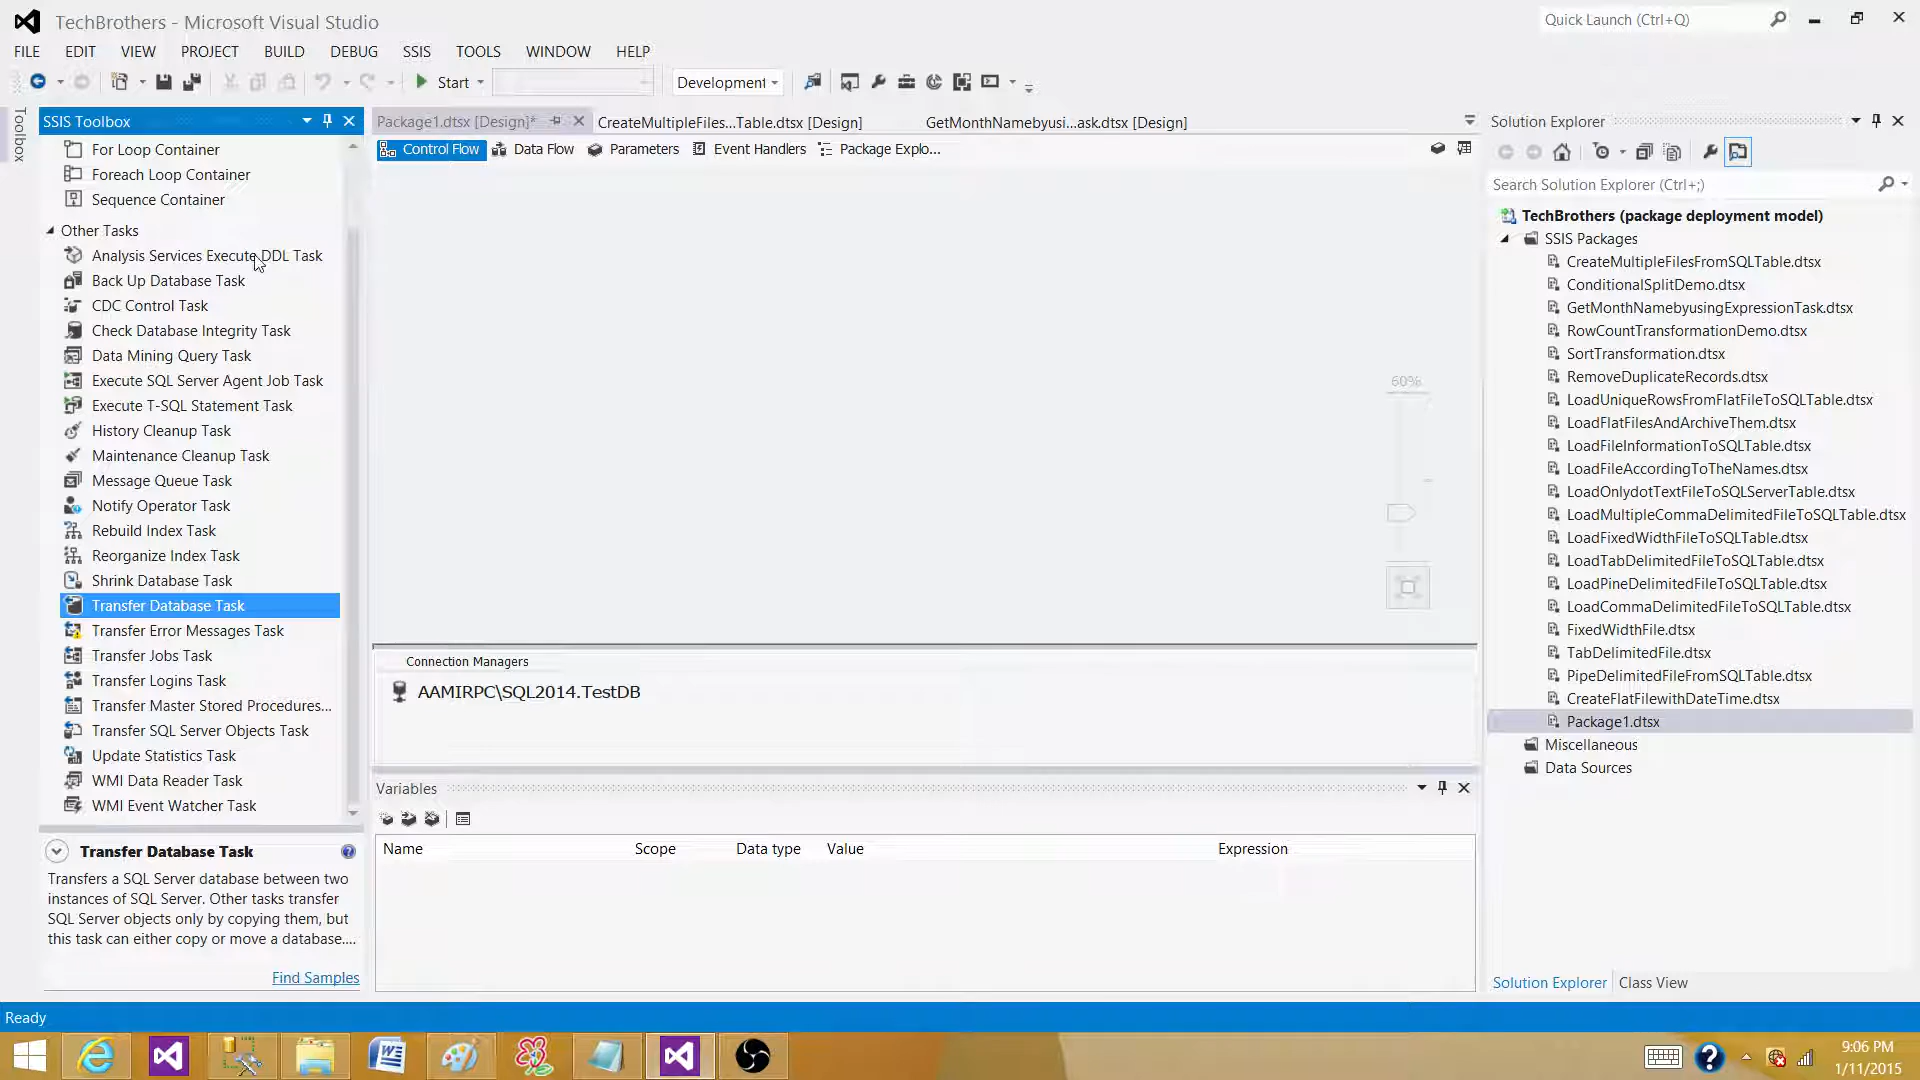 TechBrothers - Microsoft Visual Studio
Quick Launch (Ctrl+Q)
FILE EDIT VIEW PROJECT BUILD DEBUG SSIS TOOLS WINDOW HELP
Start
Development
Toolbox
SSIS Toolbox
For Loop Container
Foreach Loop Container
Sequence Container
Other Tasks
Analysis Services Execute DDL Task
Back Up Database Task
CDC Control Task
Check Database Integrity Task
Data Mining Query Task
Execute SQL Server Agent Job Task
Execute T-SQL Statement Task
History Cleanup Task
Maintenance Cleanup Task
Message Queue Task
Notify Operator Task
Rebuild Index Task
Reorganize Index Task
Shrink Database Task
Transfer Database Task
Transfer Error Messages Task
Transfer Jobs Task
Transfer Logins Task
Transfer Master Stored Procedures...
Transfer SQL Server Objects Task
Update Statistics Task
WMI Data Reader Task
WMI Event Watcher Task
Transfer Database Task
Transfers a SQL Server database between two
instances of SQL Server. Other tasks transfer
SQL Server objects only by copying them, but
this task can either copy or move a database....
Find Samples
Package1.dtsx [Design]* CreateMultipleFiles...Table.dtsx [Design] GetMonthNamebyusi...ask.dtsx [Design]
Control Flow Data Flow Parameters Event Handlers Package Explo...
60%
Connection Managers
AAMIRPC\SQL2014.TestDB
Variables
Name Scope Data type Value Expression
Solution Explorer
Search Solution Explorer (Ctrl+;)
TechBrothers (package deployment model)
SSIS Packages
CreateMultipleFilesFromSQLTable.dtsx
ConditionalSplitDemo.dtsx
GetMonthNamebyusingExpressionTask.dtsx
RowCountTransformationDemo.dtsx
SortTransformation.dtsx
RemoveDuplicateRecords.dtsx
LoadUniqueRowsFromFlatFileToSQLTable.dtsx
LoadFlatFilesAndArchiveThem.dtsx
LoadFileInformationToSQLTable.dtsx
LoadFileAccordingToTheNames.dtsx
LoadOnlydotTextFileToSQLServerTable.dtsx
LoadMultipleCommaDelimitedFileToSQLTable.dtsx
LoadFixedWidthFileToSQLTable.dtsx
LoadTabDelimitedFileToSQLTable.dtsx
LoadPineDelimitedFileToSQLTable.dtsx
LoadCommaDelimitedFileToSQLTable.dtsx
FixedWidthFile.dtsx
TabDelimitedFile.dtsx
PipeDelimitedFileFromSQLTable.dtsx
CreateFlatFilewithDateTime.dtsx
Package1.dtsx
Miscellaneous
Data Sources
Solution Explorer Class View
Ready
9:06 PM
1/11/2015